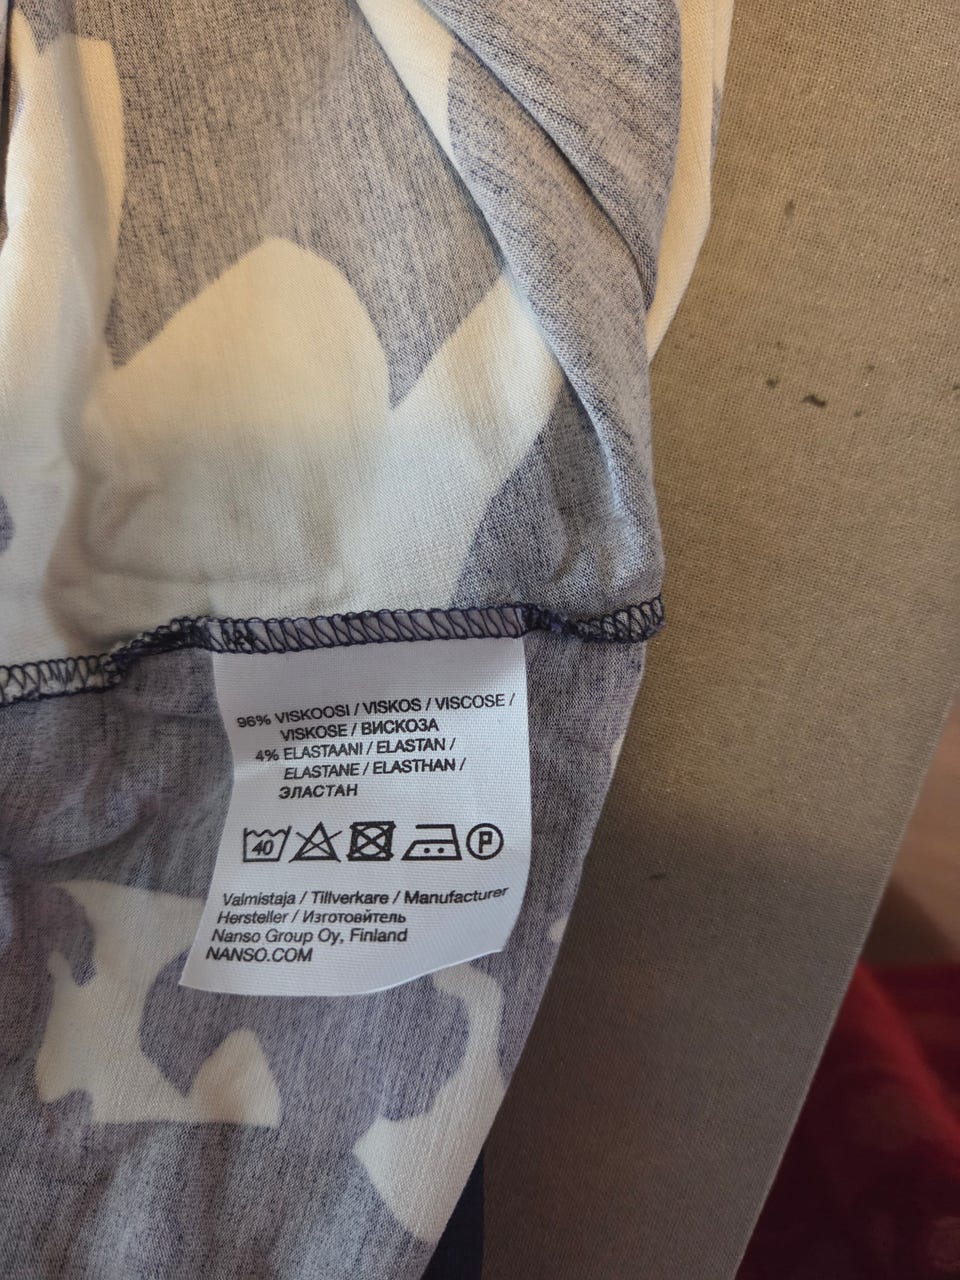 96% VISKOOSI / VISKOS / VISCOSE /
VISKOSE / ВИСКОЗА
4% ELASTAANI / ELASTAN /
ELASTANE / ELASTHAN /
ЭЛАСТАН
40 P
Valmistaja / Tillverkare / Manufacturer
Hersteller / Изготовйтель
Nanso Group Oy, Finland
NANSO.COM